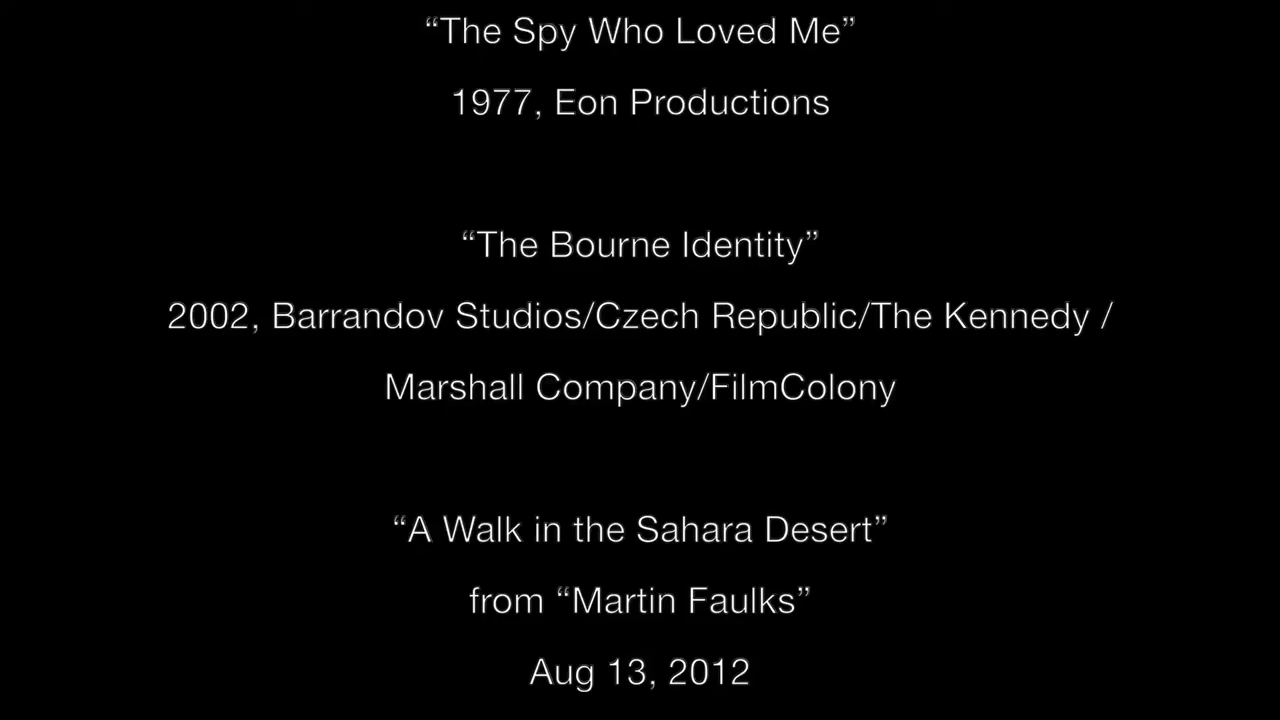 “The Spy Who Loved Me”
1977, Eon Productions
“The Bourne Identity”
2002, Barrandov Studios/Czech Republic/The Kennedy /
Marshall Company/FilmColony
“A Walk in the Sahara Desert”
from “Martin Faulks”
Aug 13, 2012